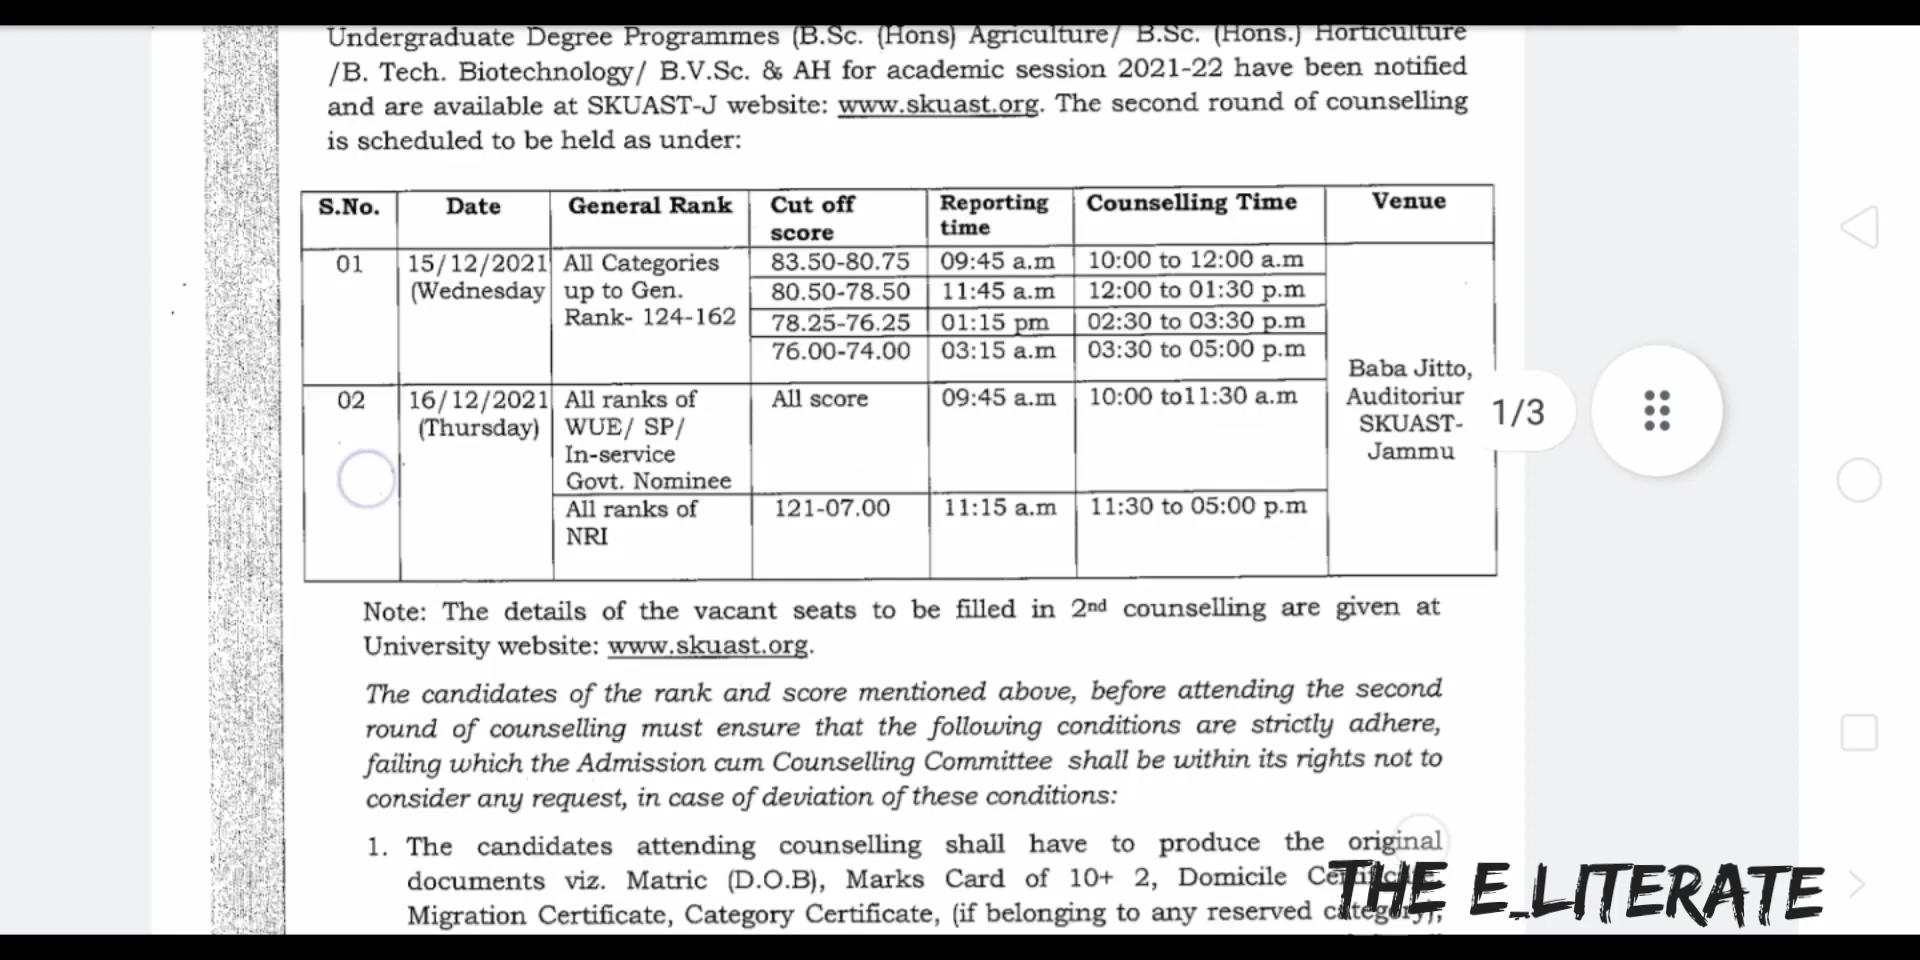 Undergraduate Degree Programmes (B.Sc. (Hons) Agriculture/ B.Sc. (Hons.) Horticulture
/B. Tech. Biotechnology/ B.V.Sc. & AH for academic session 2021-22 have been notified
and are available at SKUAST-J website: www.skuast.org. The second round of counselling
is scheduled to be held as under:
S.No. Date General Rank Cut off score Reporting time Counselling Time Venue
01 15/12/2021 (Wednesday All Categories up to Gen. Rank- 124-162 83.50-80.75 09:45 a.m 10:00 to 12:00 a.m
80.50-78.50 11:45 a.m 12:00 to 01:30 p.m
78.25-76.25 01:15 pm 02:30 to 03:30 p.m
76.00-74.00 03:15 a.m 03:30 to 05:00 p.m
Baba Jitto,
Auditoriur
SKUAST-
Jammu
02 16/12/2021 (Thursday) All ranks of WUE/ SP/ In-service Govt. Nominee All score 09:45 a.m 10:00 to11:30 a.m
All ranks of NRI 121-07.00 11:15 a.m 11:30 to 05:00 p.m
1/3
Note: The details of the vacant seats to be filled in 2nd counselling are given at
University website: www.skuast.org.
The candidates of the rank and score mentioned above, before attending the second
round of counselling must ensure that the following conditions are strictly adhere,
failing which the Admission cum Counselling Committee shall be within its rights not to
consider any request, in case of deviation of these conditions:
1. The candidates attending counselling shall have to produce the original
documents viz. Matric (D.O.B), Marks Card of 10+ 2, Domicile
Migration Certificate, Category Certificate, (if belonging to any reserved category),
THE E_LITERATE